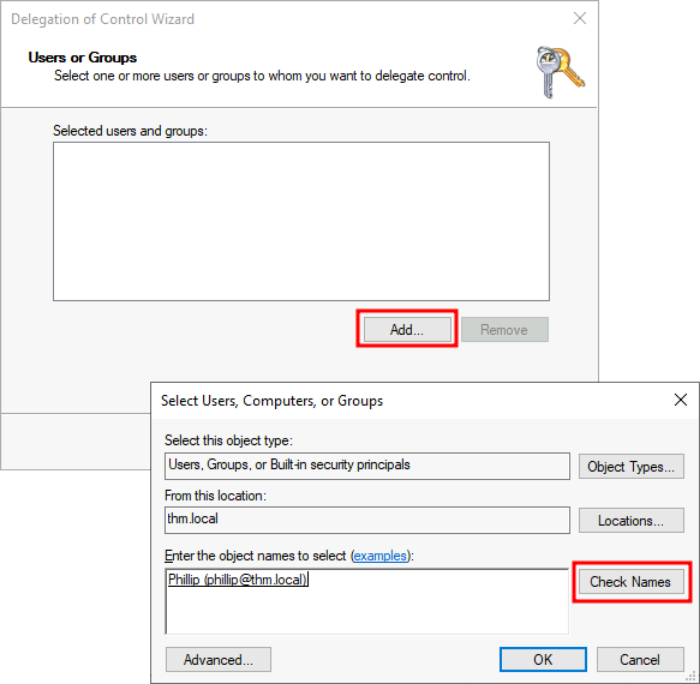 Delegation of Control Wizard
Users or Groups
Select one or more users or groups to whom you want to delegate control.
Selected users and groups:
Add...
Remove
Select Users, Computers, or Groups
Select this object type:
Users, Groups, or Built-in security principals
Object Types...
From this location:
thm.local
Locations...
Enter the object names to select (examples):
Phillip (phillip@thm.local)
Check Names
Advanced...
OK
Cancel